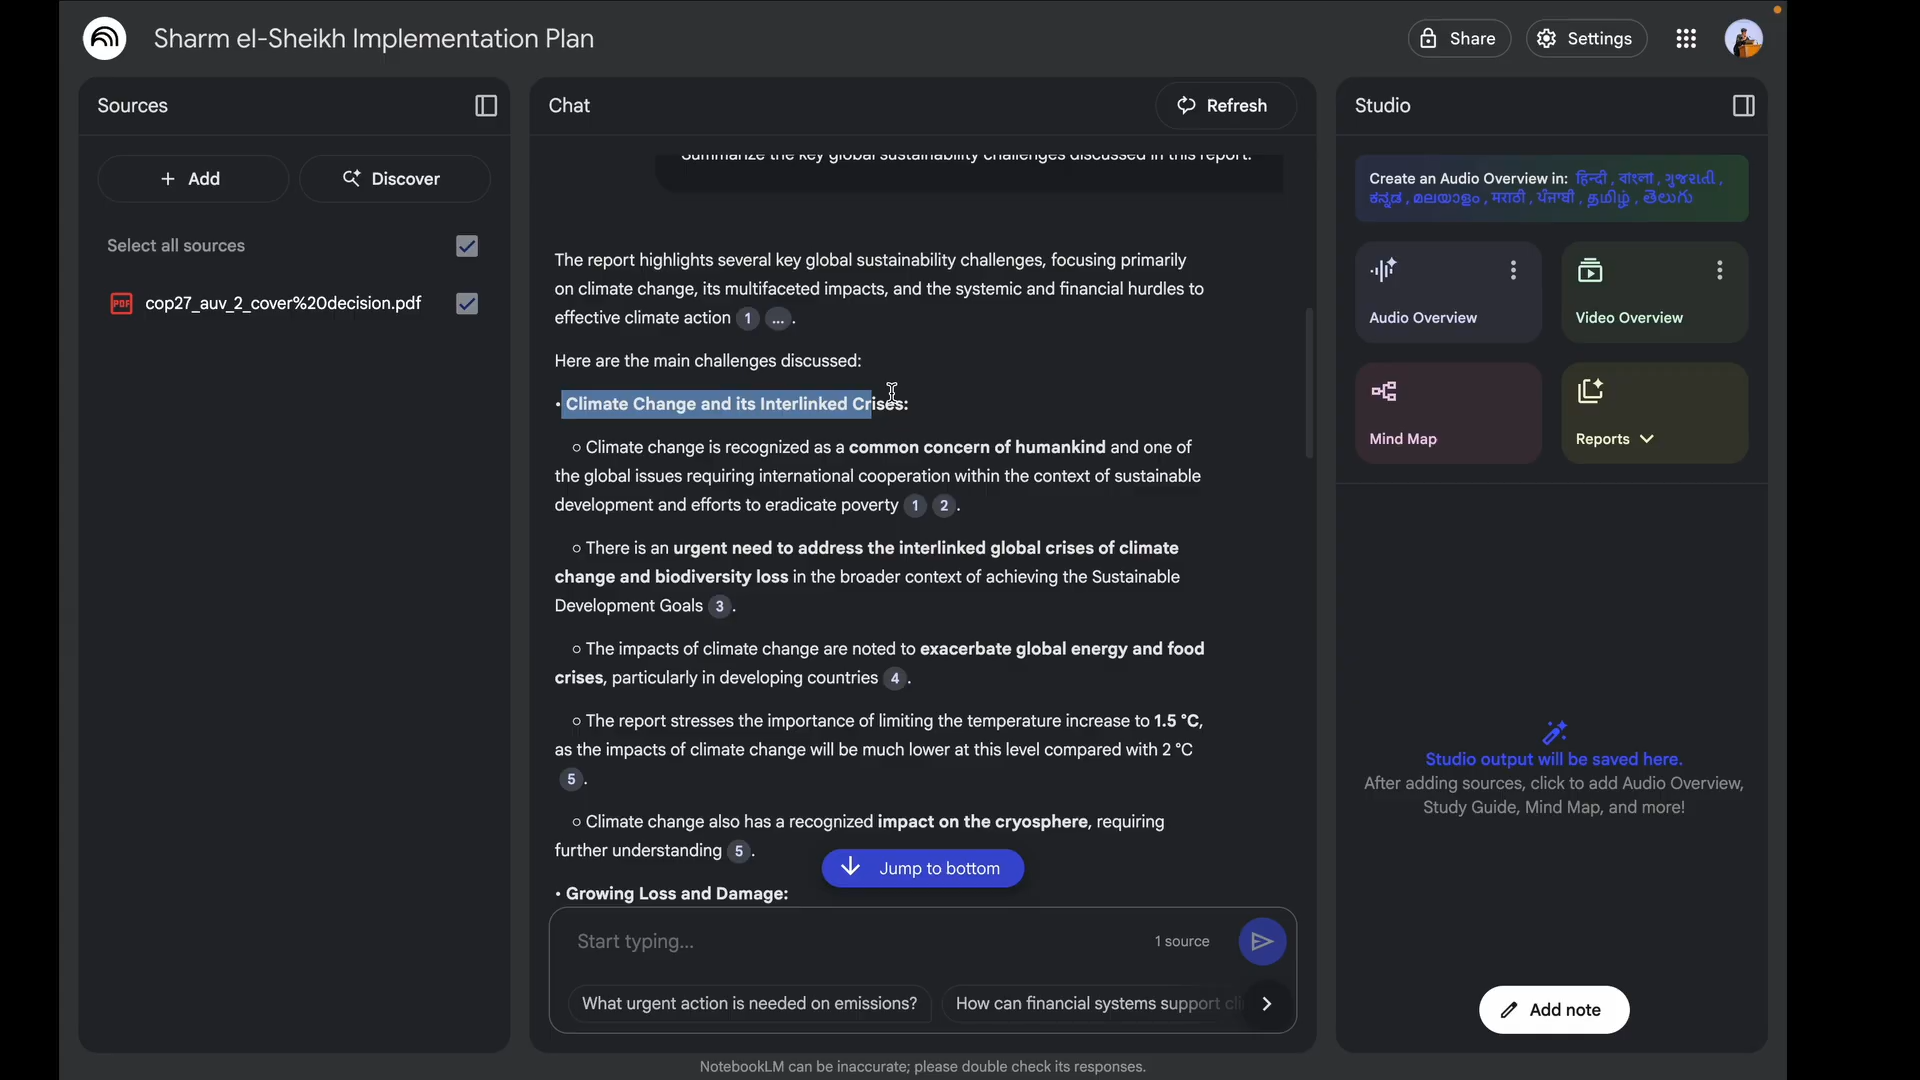 Sharm el-Sheikh Implementation Plan
Share
Settings
Sources
Chat
Refresh
Studio
+ Add
Discover
Select all sources
PDF
cop27_auv_2_cover%20decision.pdf
Summarize the key global sustainability challenges discussed in this report.
The report highlights several key global sustainability challenges, focusing primarily
on climate change, its multifaceted impacts, and the systemic and financial hurdles to
effective climate action 1 ... .
Here are the main challenges discussed:
• Climate Change and its Interlinked Crises:
○ Climate change is recognized as a common concern of humankind and one of
the global issues requiring international cooperation within the context of sustainable
development and efforts to eradicate poverty 1 2 .
○ There is an urgent need to address the interlinked global crises of climate
change and biodiversity loss in the broader context of achieving the Sustainable
Development Goals 3 .
○ The impacts of climate change are noted to exacerbate global energy and food
crises, particularly in developing countries 4 .
○ The report stresses the importance of limiting the temperature increase to 1.5 °C,
as the impacts of climate change will be much lower at this level compared with 2 °C
5 .
○ Climate change also has a recognized impact on the cryosphere, requiring
further understanding 5 .
Jump to bottom
• Growing Loss and Damage:
Start typing...
1 source
What urgent action is needed on emissions?
How can financial systems support cli
Create an Audio Overview in: हिन्दी , বাংলা , ગુજરાતી ,
ಕನ್ನಡ , മലയാളം , मराठी , ਪੰਜਾਬੀ , தமிழ் , తెలుగు
Audio Overview
Video Overview
Mind Map
Reports
Studio output will be saved here.
After adding sources, click to add Audio Overview,
Study Guide, Mind Map, and more!
Add note
NotebookLM can be inaccurate; please double check its responses.